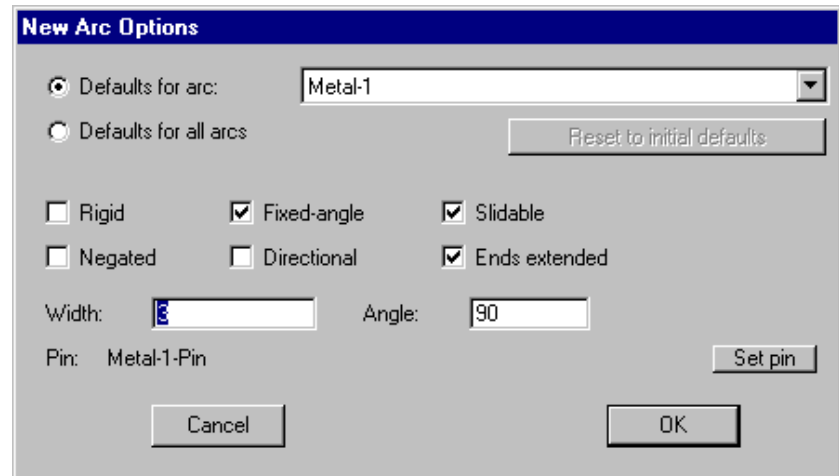 New Arc Options
Defaults for arc: Metal-1
Defaults for all arcs Reset to initial defaults
Rigid Fixed-angle Slidable
Negated Directional Ends extended
Width: 3 Angle: 90
Pin: Metal-1-Pin Set pin
Cancel OK